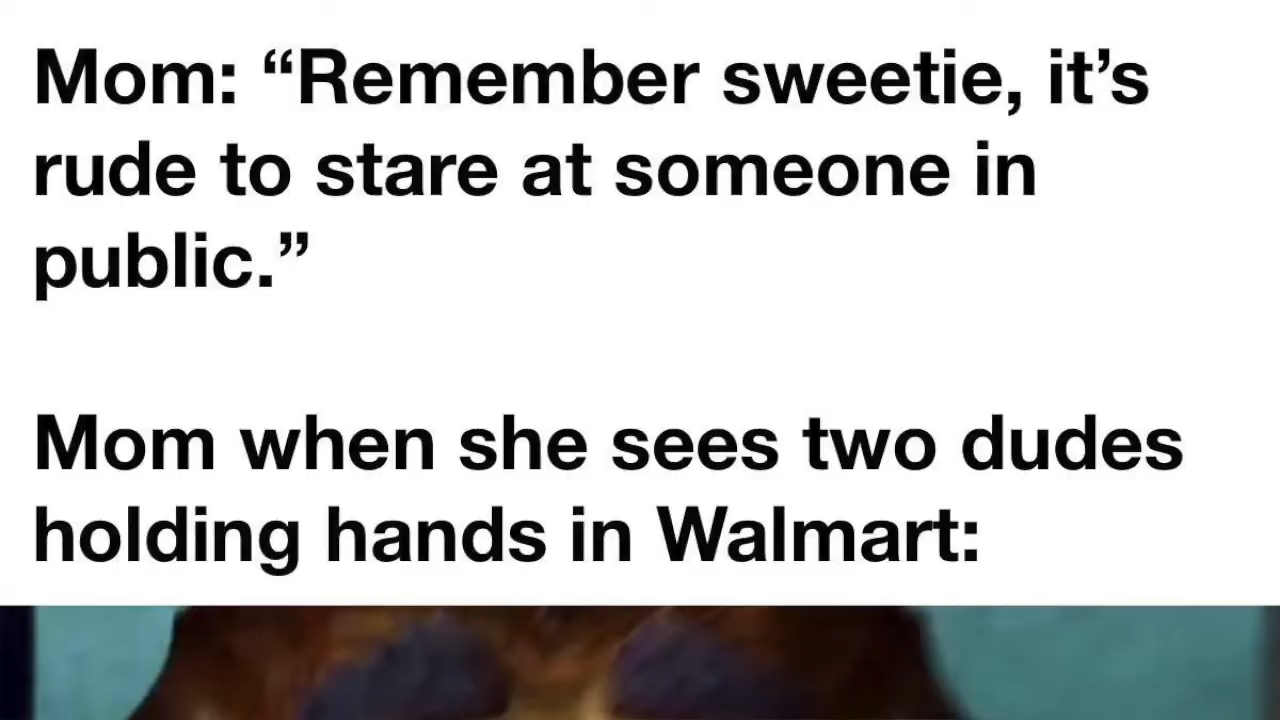 Mom: “Remember sweetie, it’s
rude to stare at someone in
public.”
Mom when she sees two dudes
holding hands in Walmart: